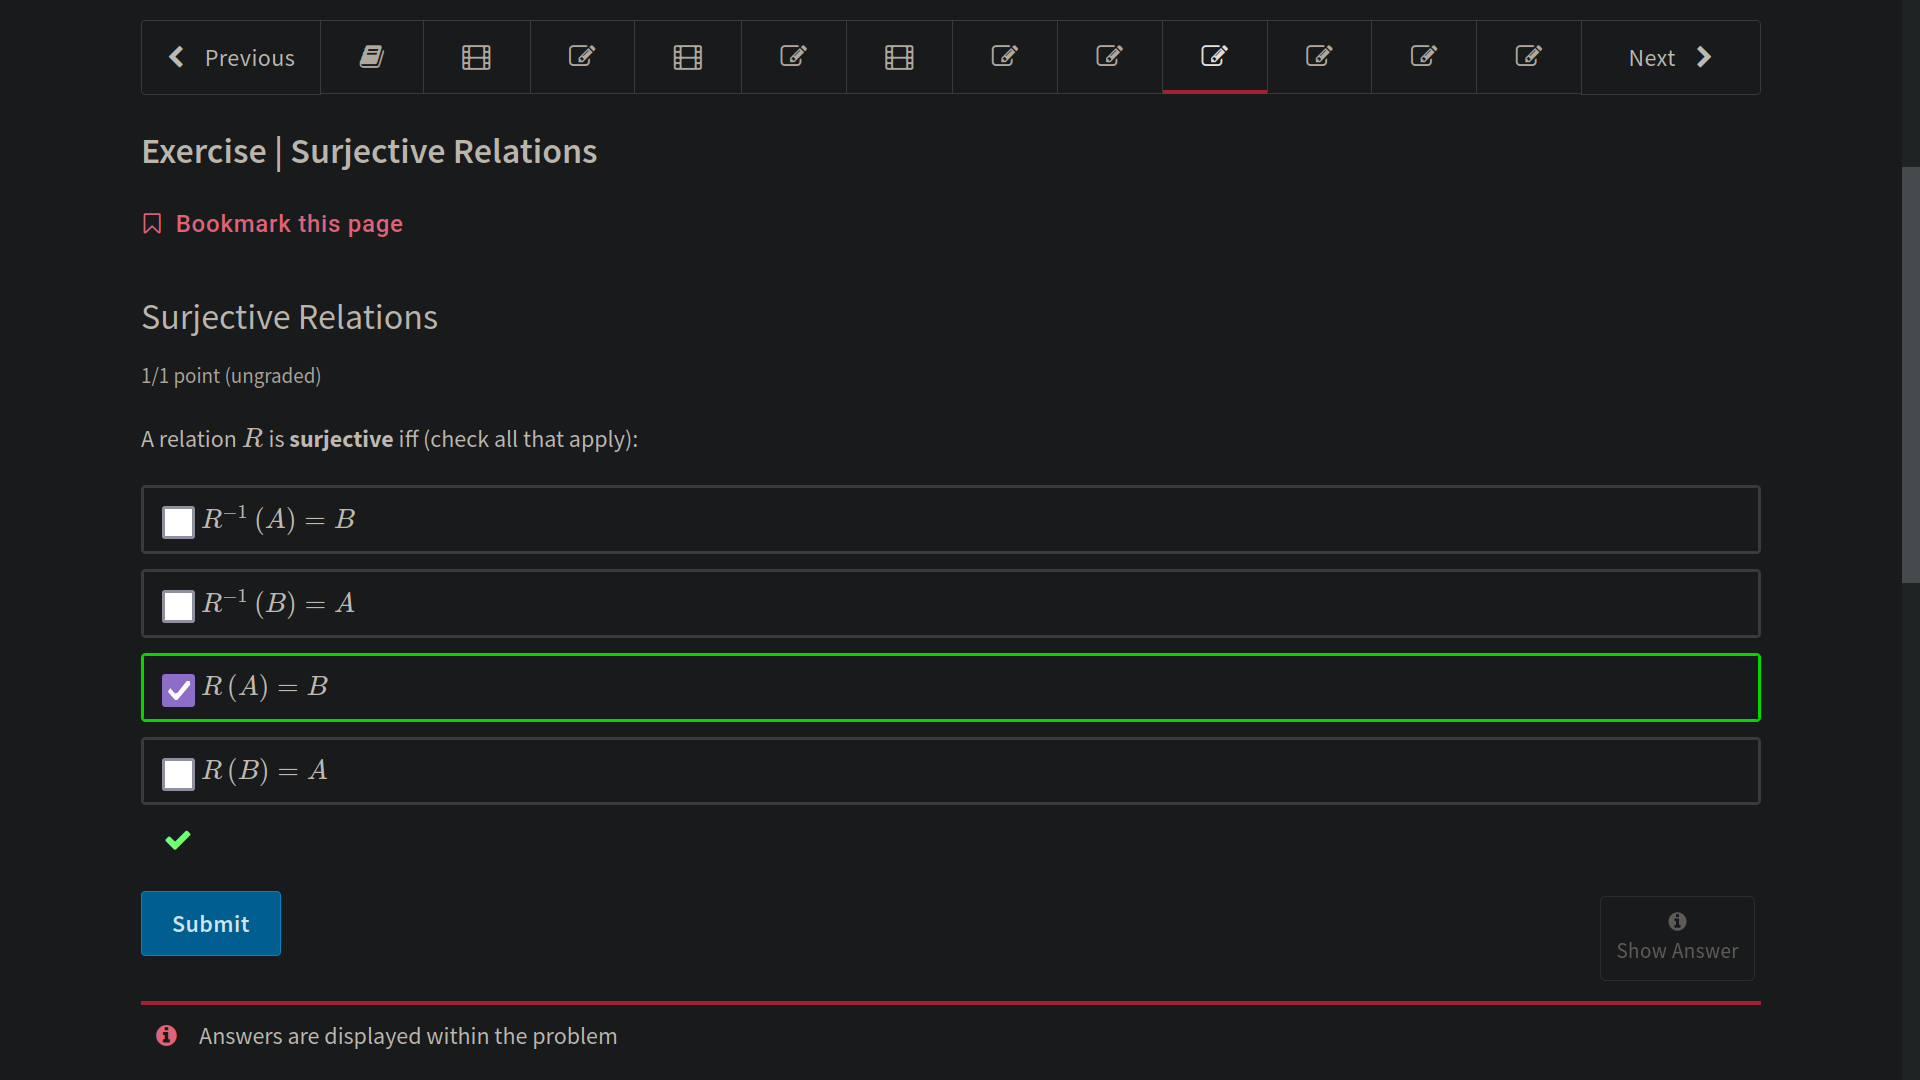 Previous
Next
Exercise | Surjective Relations
Bookmark this page
Surjective Relations
1/1 point (ungraded)
A relation R is surjective iff (check all that apply):
R⁻¹ (A) = B
R⁻¹ (B) = A
R (A) = B
R (B) = A
Submit
Show Answer
Answers are displayed within the problem